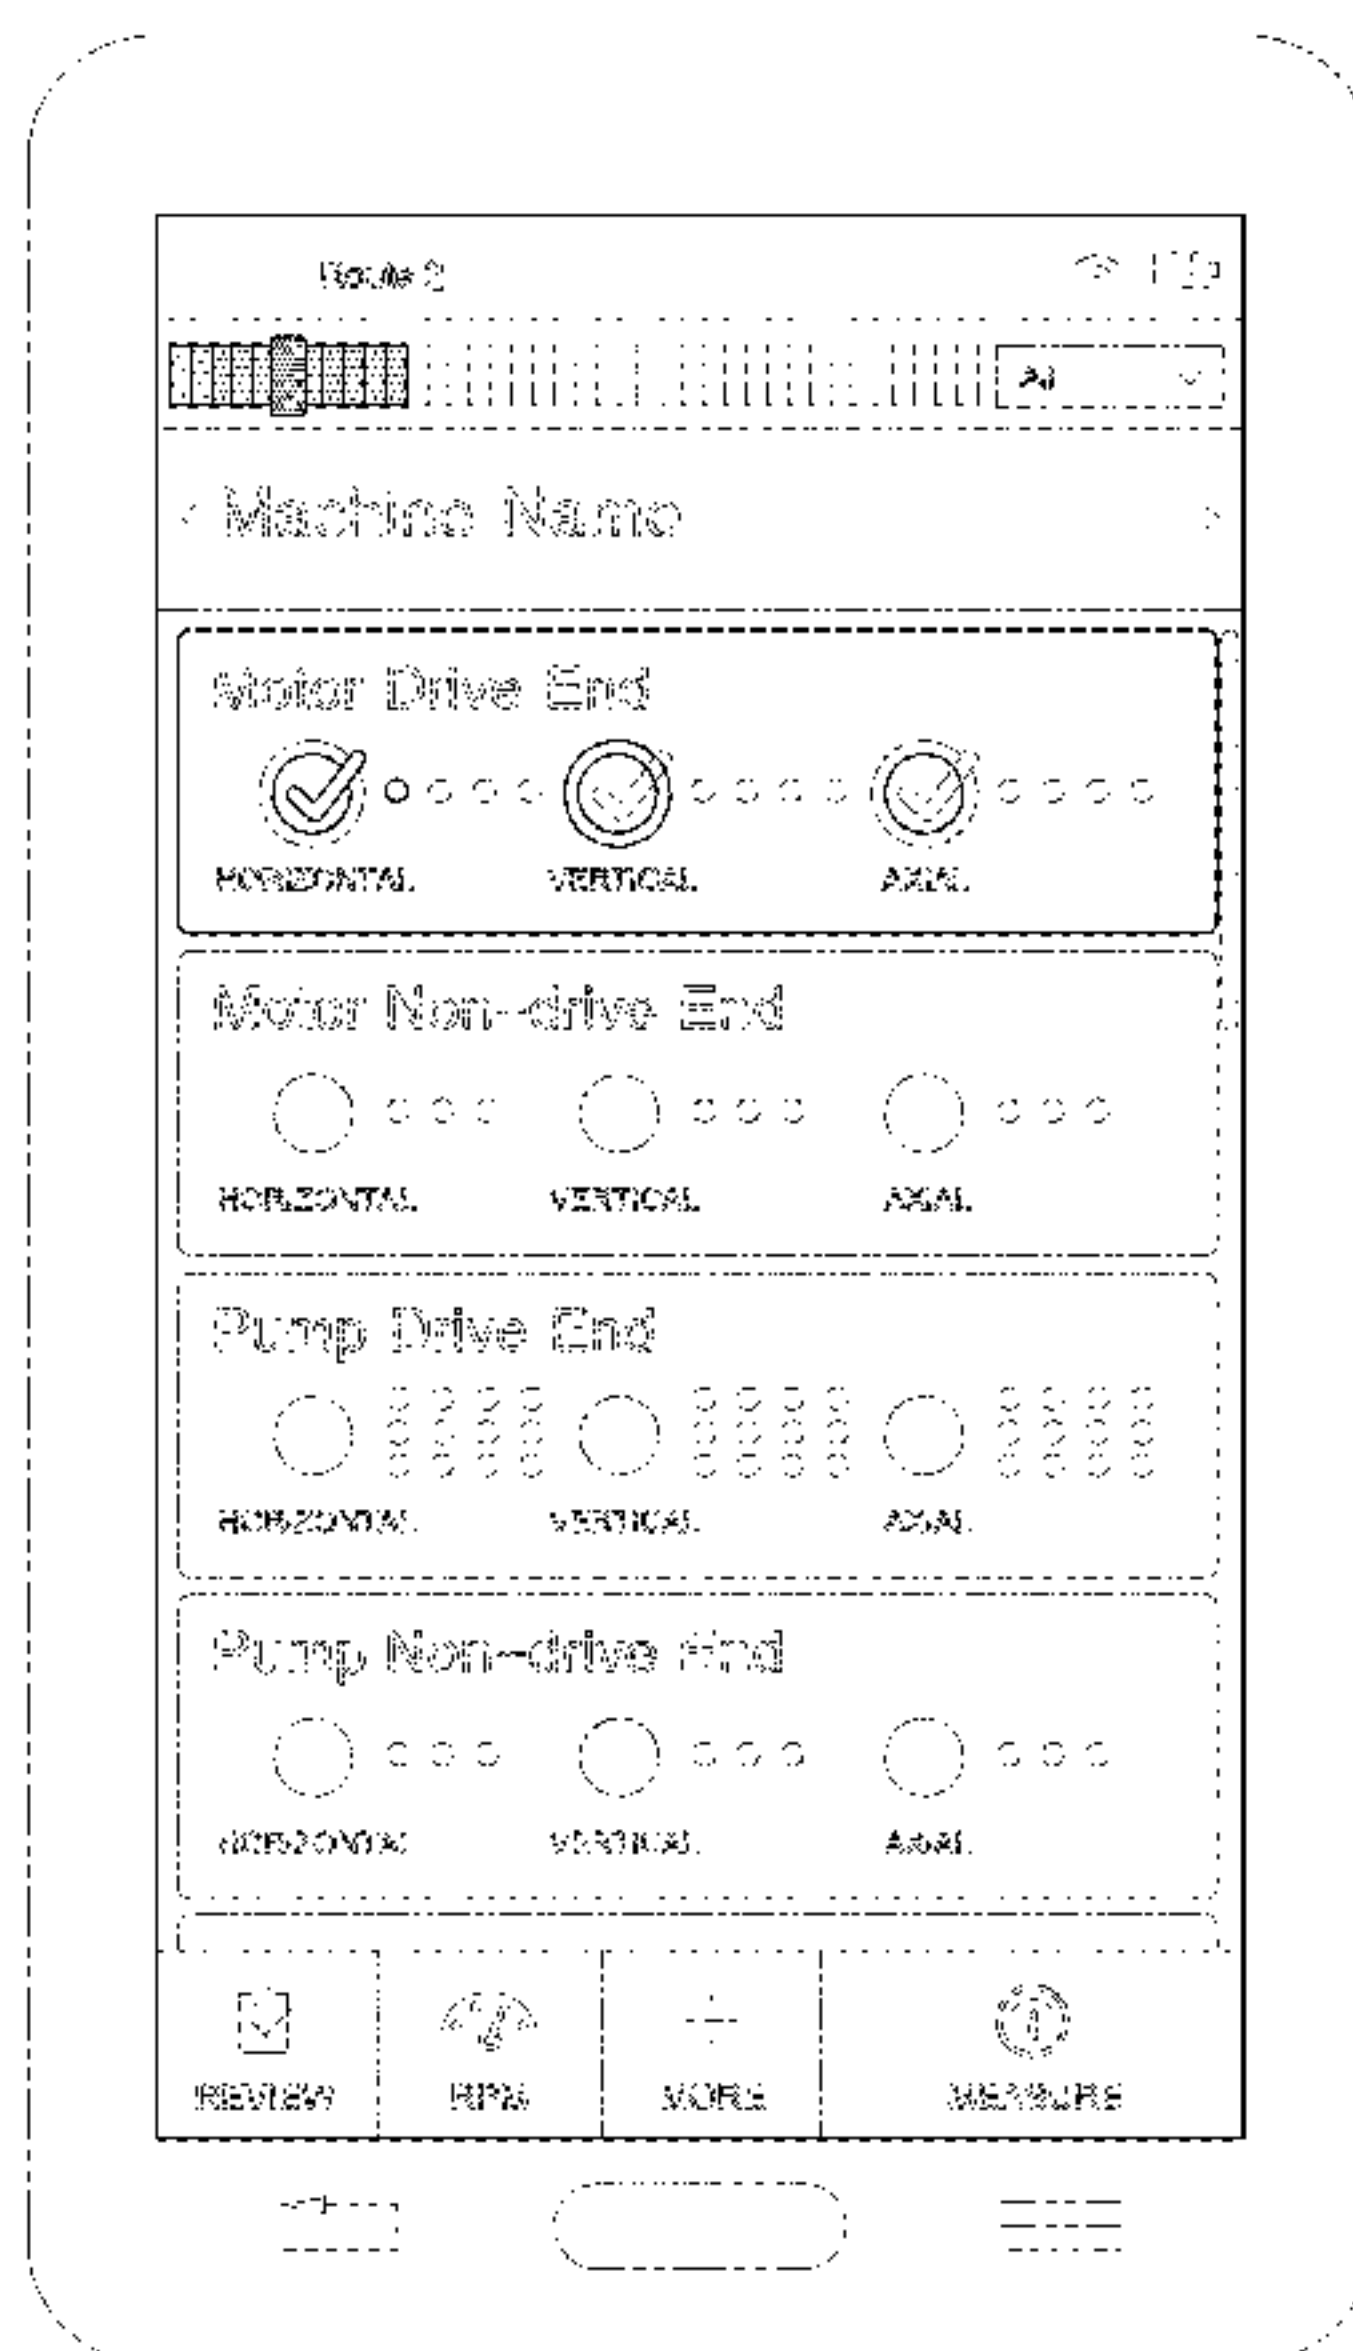 Route 2
All
Machine Name
Motor Drive End
HORIZONTAL VERTICAL AXIAL
Motor Non-drive End
HORIZONTAL VERTICAL AXIAL
Pump Drive End
HORIZONTAL VERTICAL AXIAL
Pump Non-drive End
HORIZONTAL VERTICAL AXIAL
REVIEW RPM MORE MEASURE